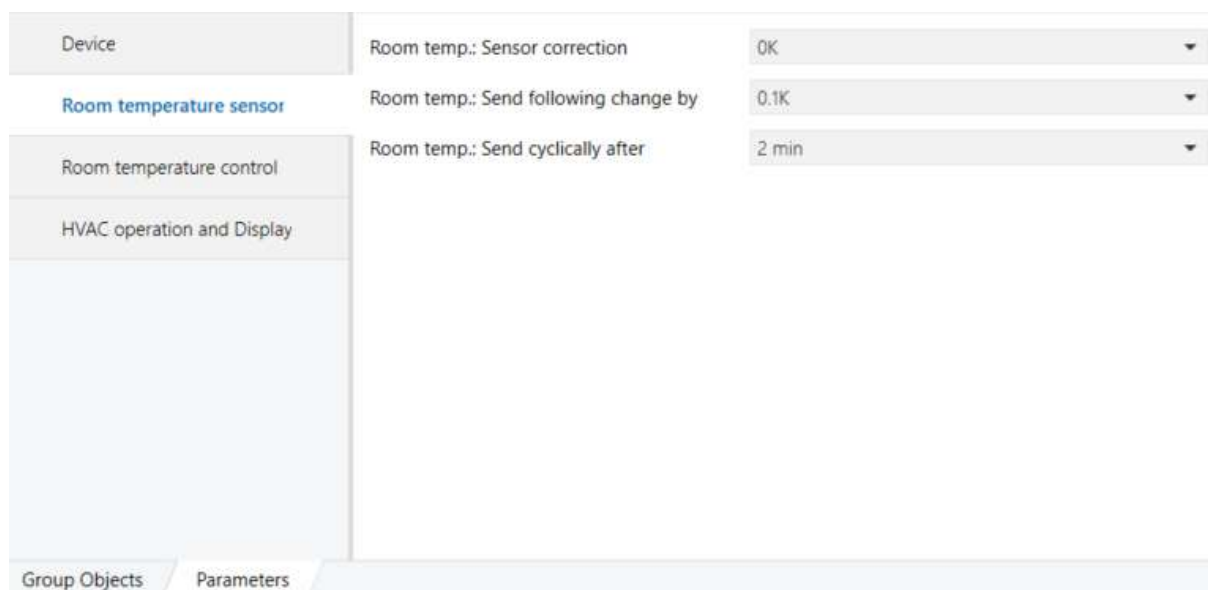 Device
Room temperature sensor
Room temperature control
HVAC operation and Display
Room temp.: Sensor correction 0K
Room temp.: Send following change by 0.1K
Room temp.: Send cyclically after 2 min
Group Objects Parameters